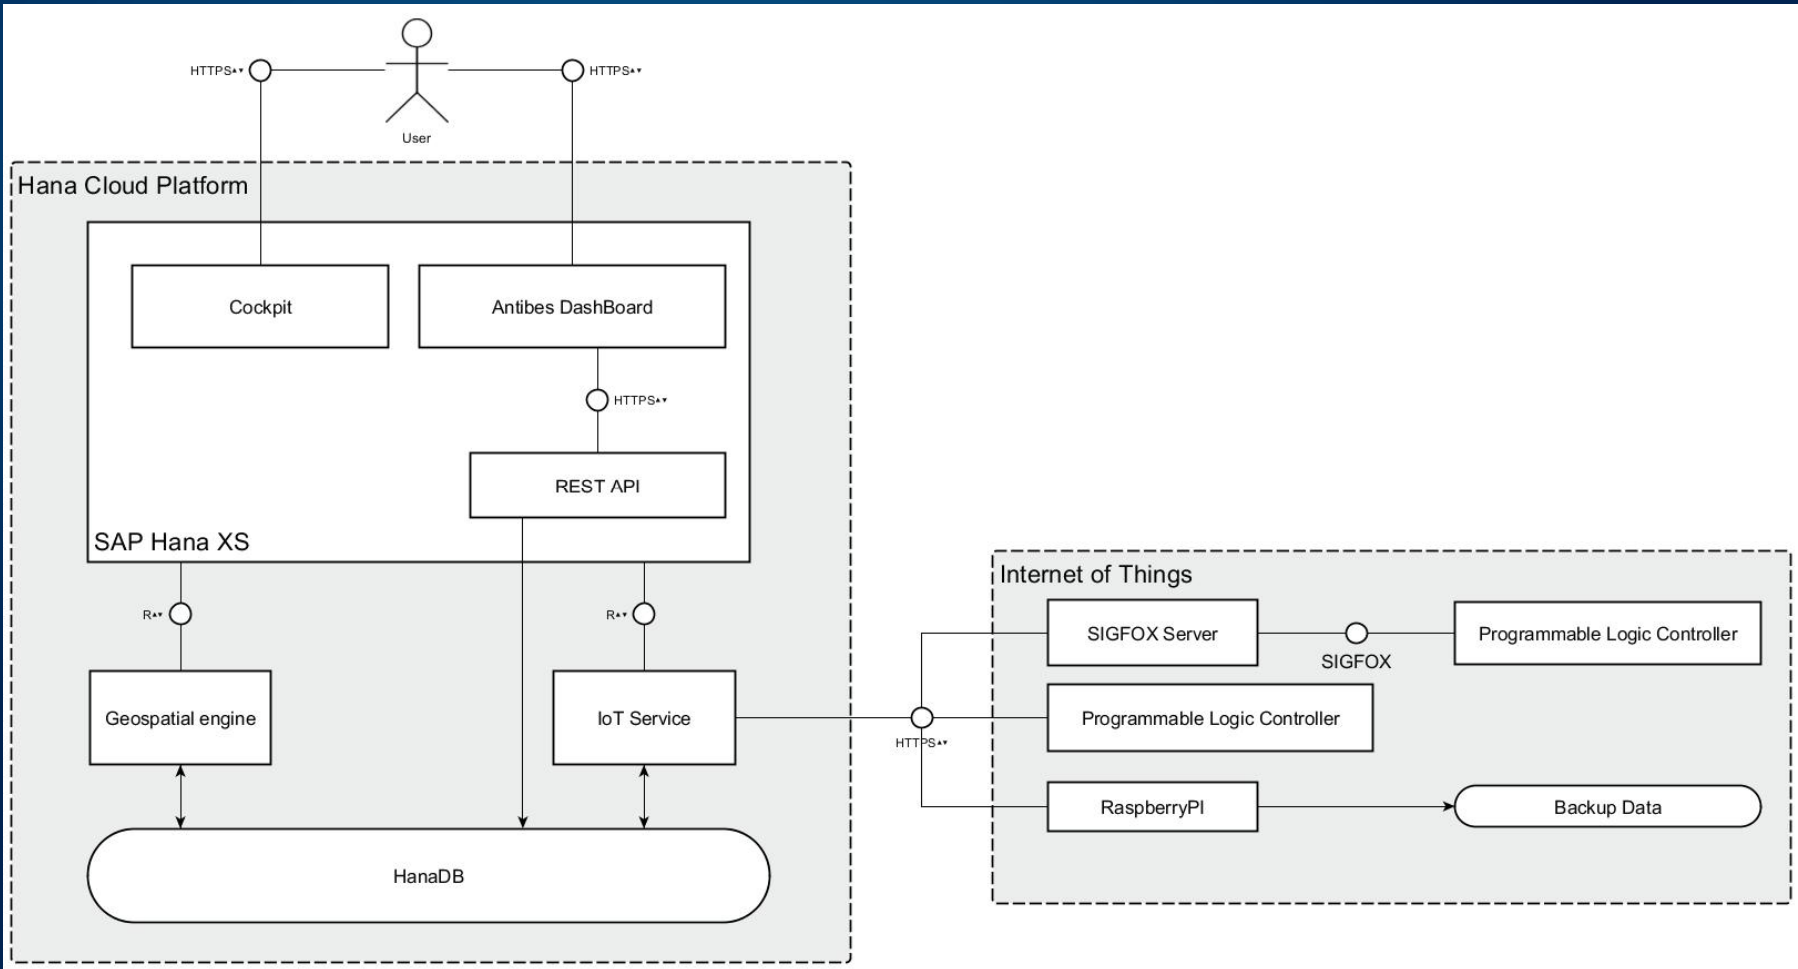 HTTPS▴▾
HTTPS▴▾
User
Hana Cloud Platform
Cockpit
Antibes DashBoard
HTTPS▴▾
REST API
SAP Hana XS
R▴▾
R▴▾
Geospatial engine
IoT Service
HanaDB
HTTPS▴▾
Internet of Things
SIGFOX Server
SIGFOX
Programmable Logic Controller
Programmable Logic Controller
RaspberryPI
Backup Data